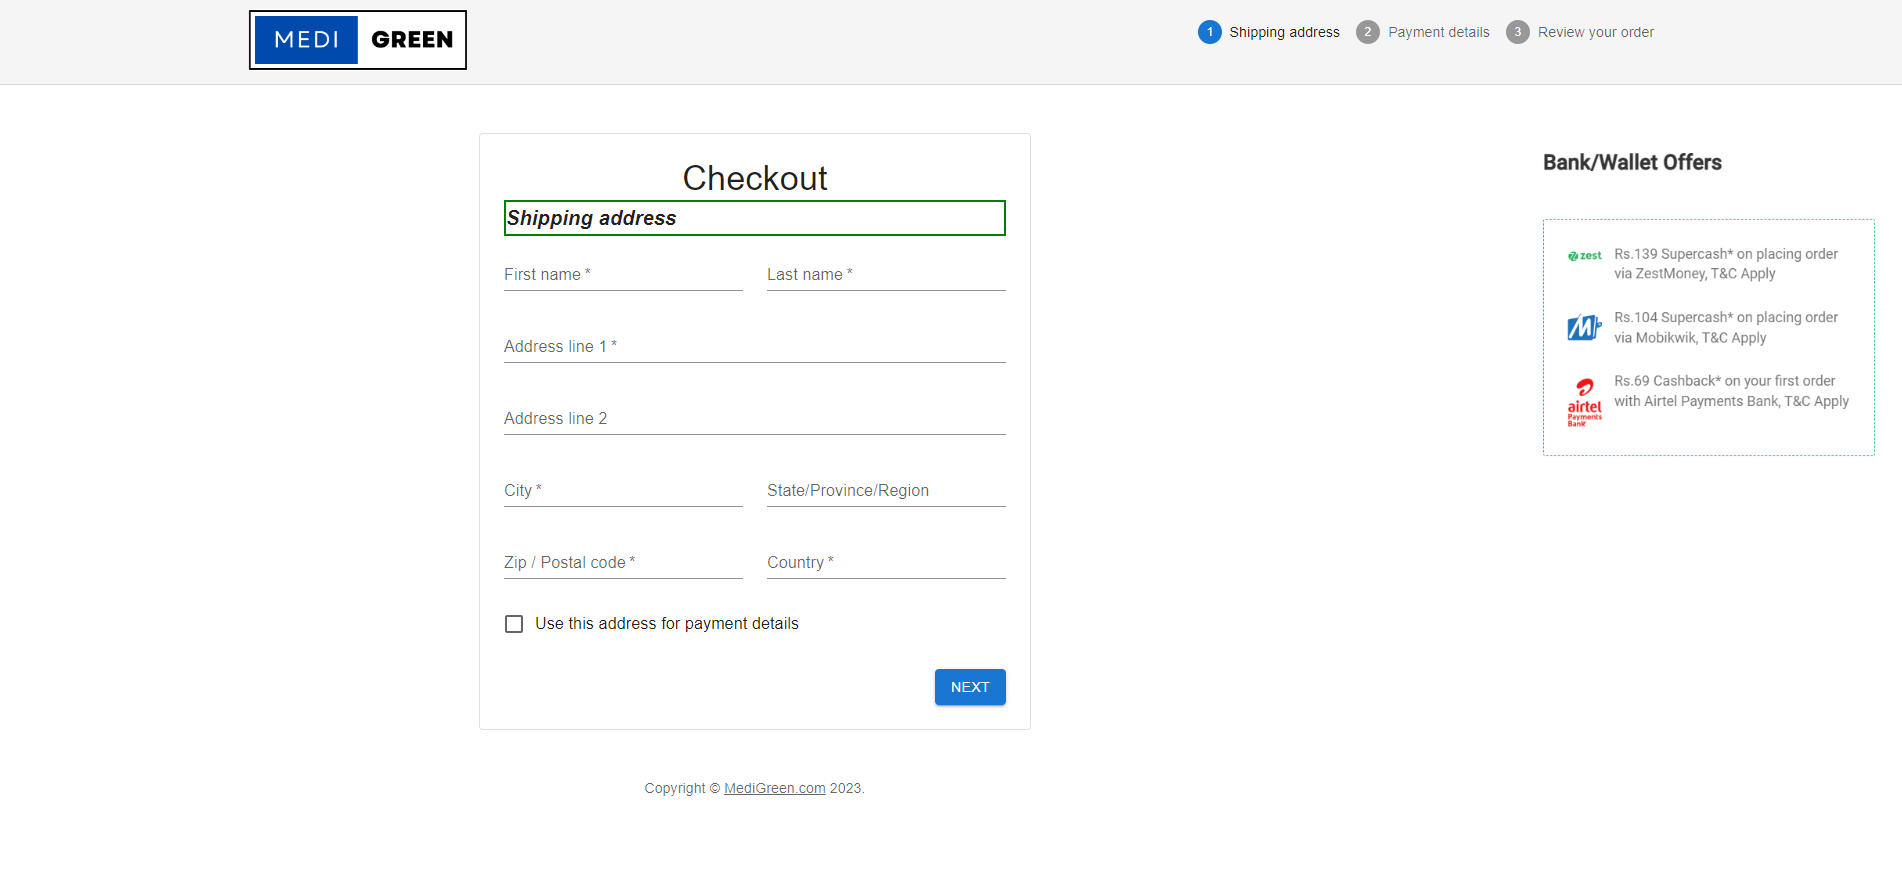 MEDI GREEN
1 Shipping address 2 Payment details 3 Review your order
Checkout
Shipping address
First name * Last name *
Address line 1 *
Address line 2
City * State/Province/Region
Zip / Postal code * Country *
Use this address for payment details
NEXT
Copyright © MediGreen.com 2023.
Bank/Wallet Offers
zest
Rs.139 Supercash* on placing order
via ZestMoney, T&C Apply
M
Rs.104 Supercash* on placing order
via Mobikwik, T&C Apply
airtel
Payments
Bank
Rs.69 Cashback* on your first order
with Airtel Payments Bank, T&C Apply